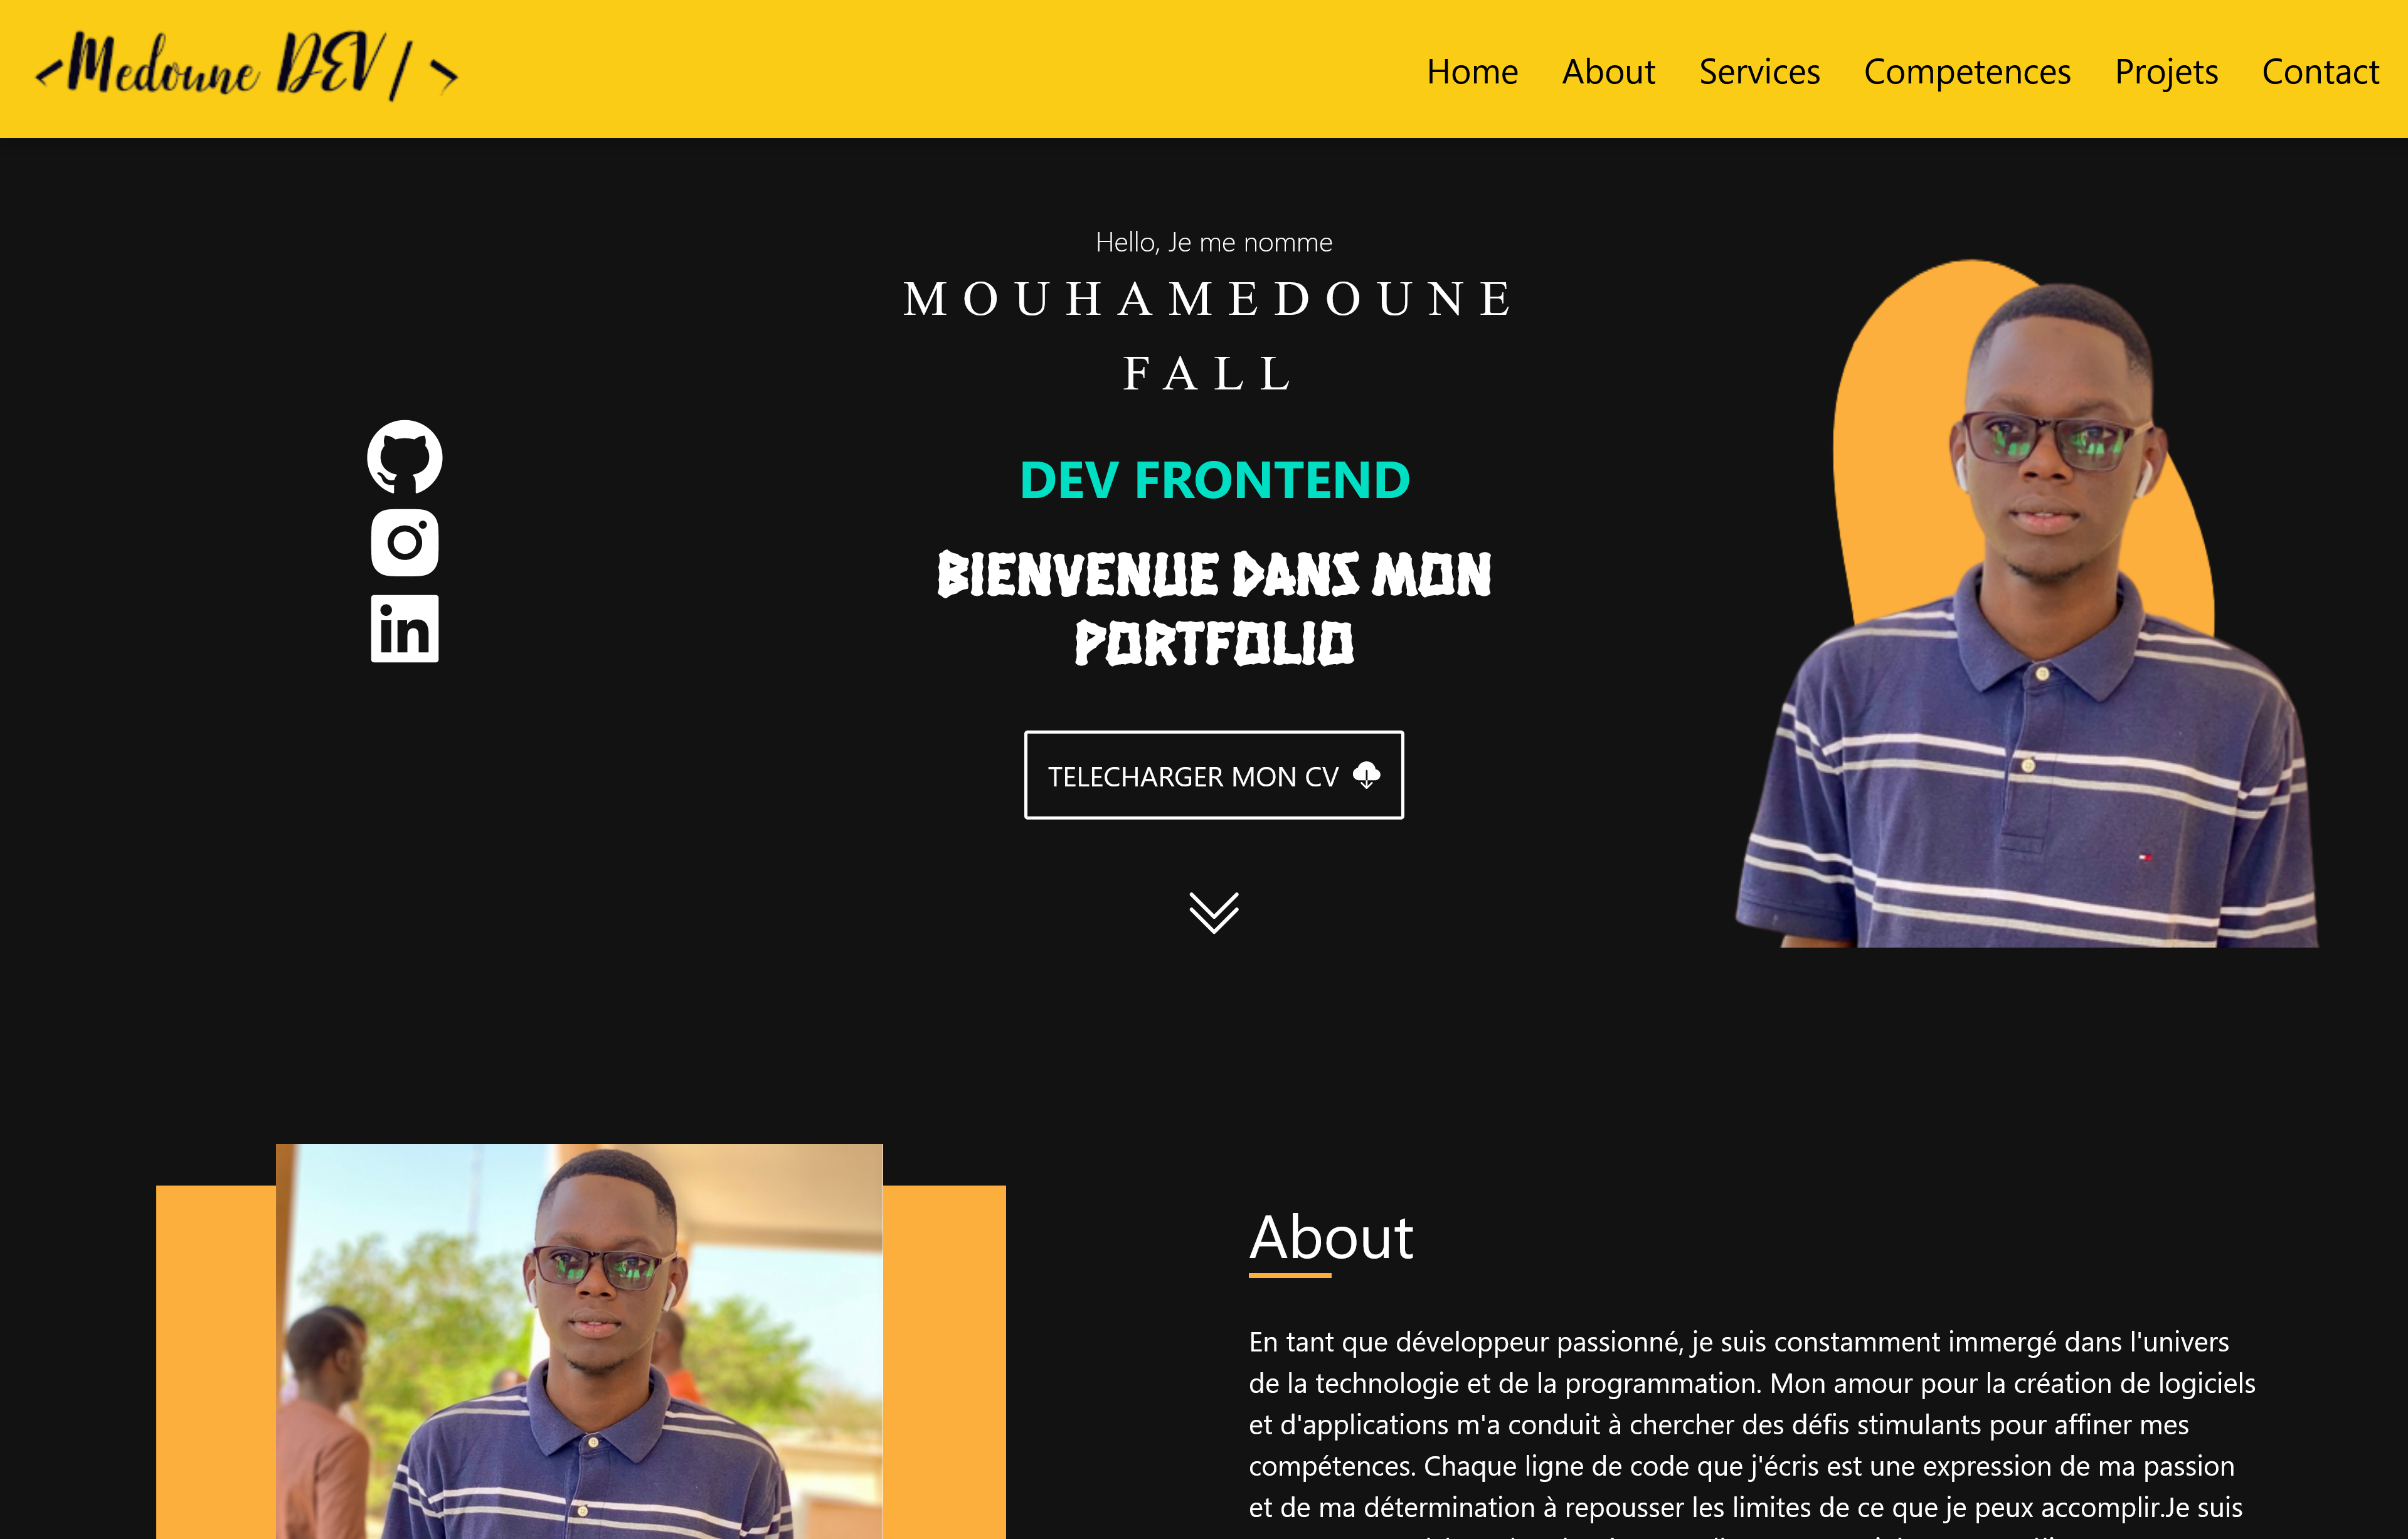 <Medoune DEV/>
Home About Services Competences Projets Contact
Hello, Je me nomme
MOUHAMEDOUNE
FALL
DEV FRONTEND
BIENVENUE DANS MON
PORTFOLIO
TELECHARGER MON CV
in
About
En tant que développeur passionné, je suis constamment immergé dans l'univers
de la technologie et de la programmation. Mon amour pour la création de logiciels
et d'applications m'a conduit à chercher des défis stimulants pour affiner mes
compétences. Chaque ligne de code que j'écris est une expression de ma passion
et de ma détermination à repousser les limites de ce que je peux accomplir.Je suis